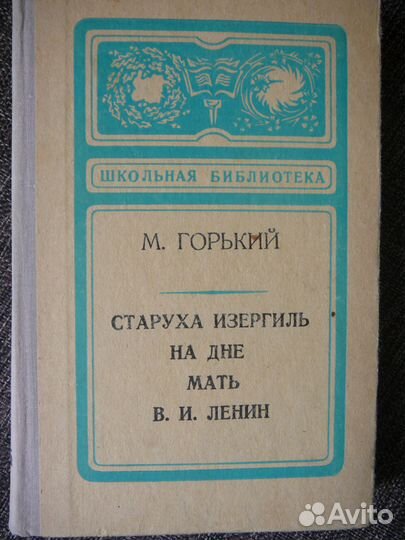 ШКОЛЬНАЯ БИБЛИОТЕКА
М. ГОРЬКИЙ
СТАРУХА ИЗЕРГИЛЬ
НА ДНЕ
МАТЬ
В. И. ЛЕНИН
Avito